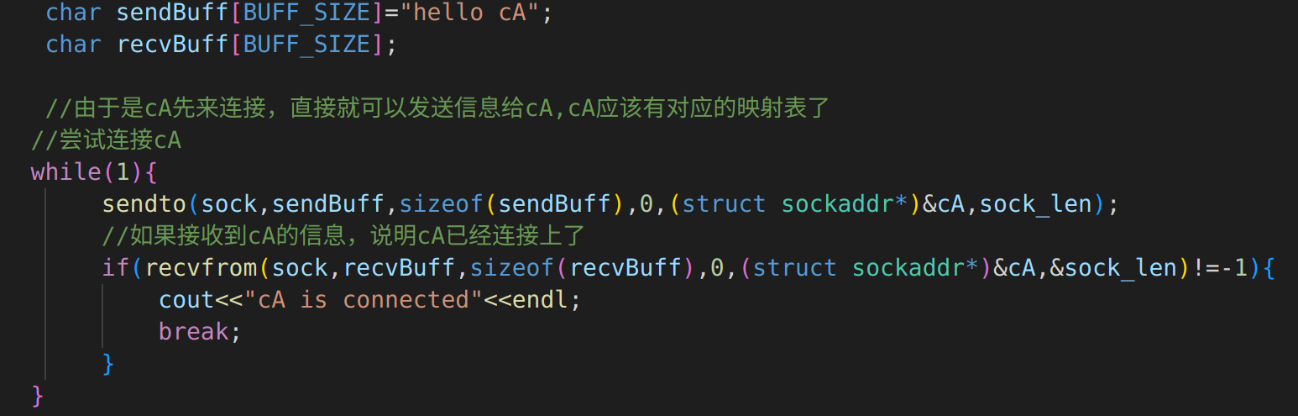 char sendBuff[BUFF_SIZE]="hello cA";
char recvBuff[BUFF_SIZE];
//由于是cA先来连接，直接就可以发送信息给cA,cA应该有对应的映射表了
//尝试连接cA
while(1){
sendto(sock,sendBuff,sizeof(sendBuff),0,(struct sockaddr*)&cA,sock_len);
//如果接收到cA的信息，说明cA已经连接上了
if(recvfrom(sock,recvBuff,sizeof(recvBuff),0,(struct sockaddr*)&cA,&sock_len)!=-1){
cout<<"cA is connected"<<endl;
break;
}
}